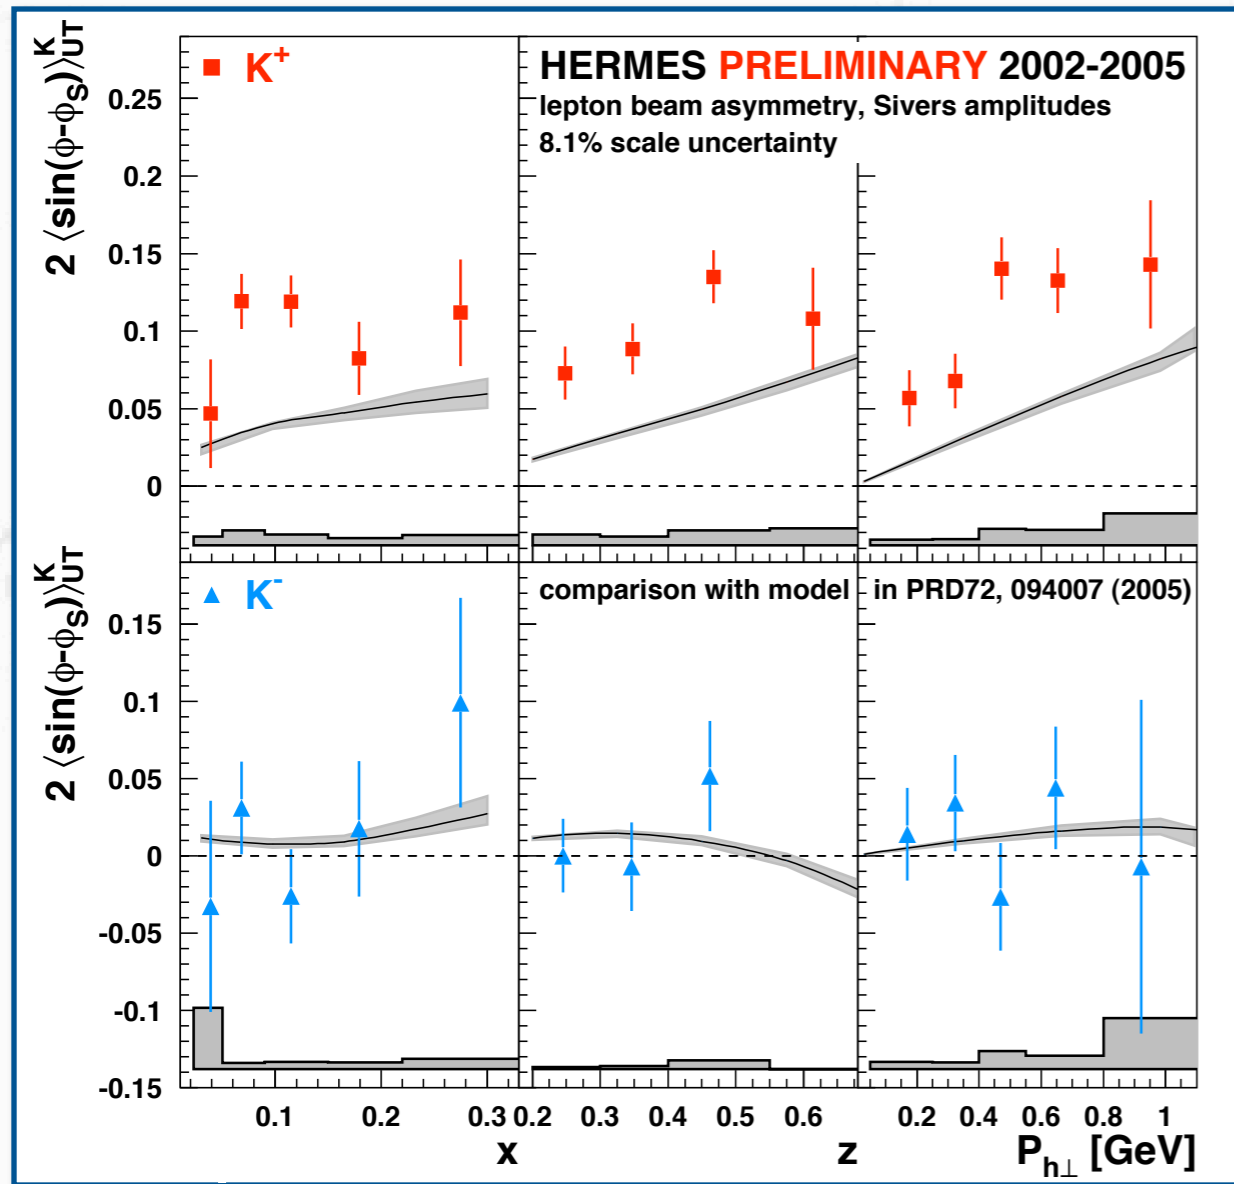 2 ⟨sin(ϕ-ϕS)⟩KUT
K+
HERMES PRELIMINARY 2002-2005
lepton beam asymmetry, Sivers amplitudes
8.1% scale uncertainty
0.25
0.2
0.15
0.1
0.05
0
2 ⟨sin(ϕ-ϕS)⟩KUT
K-
comparison with model
in PRD72, 094007 (2005)
0.15
0.1
0.05
0
-0.05
-0.1
-0.15
0.1 0.2 0.3 0.2 0.3 0.4 0.5 0.6 0.2 0.4 0.6 0.8 1
x z Ph⊥ [GeV]